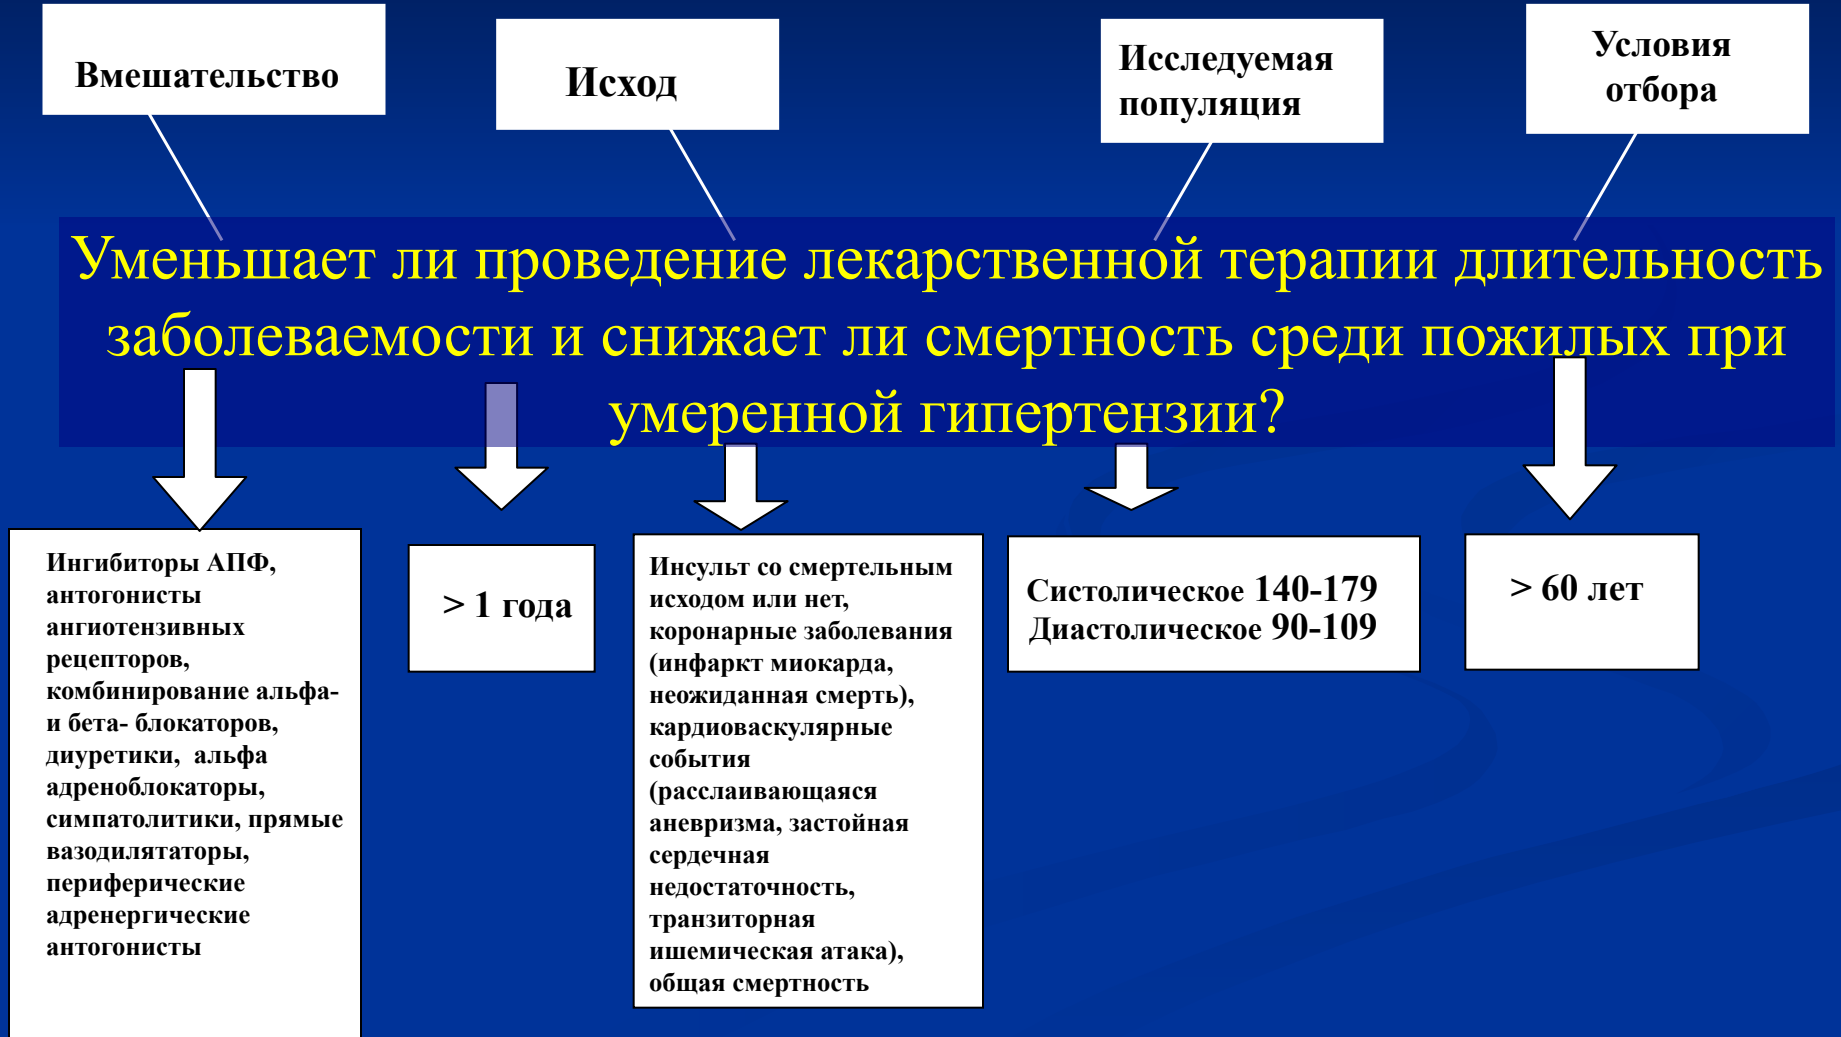 Вмешательство
Исход
Исследуемая
популяция
Условия
отбора
Уменьшает ли проведение лекарственной терапии длительность
заболеваемости и снижает ли смертность среди пожилых при
умеренной гипертензии?
Ингибиторы АПФ,
антогонисты
ангиотензивных
рецепторов,
комбинирование альфа-
и бета- блокаторов,
диуретики, альфа
адреноблокаторы,
симпатолитики, прямые
вазодилятаторы,
периферические
адренергические
антогонисты
> 1 года
Инсульт со смертельным
исходом или нет,
коронарные заболевания
(инфаркт миокарда,
неожиданная смерть),
кардиоваскулярные
события
(расслаивающаяся
аневризма, застойная
сердечная
недостаточность,
транзиторная
ишемическая атака),
общая смертность
Систолическое 140-179
Диастолическое 90-109
> 60 лет